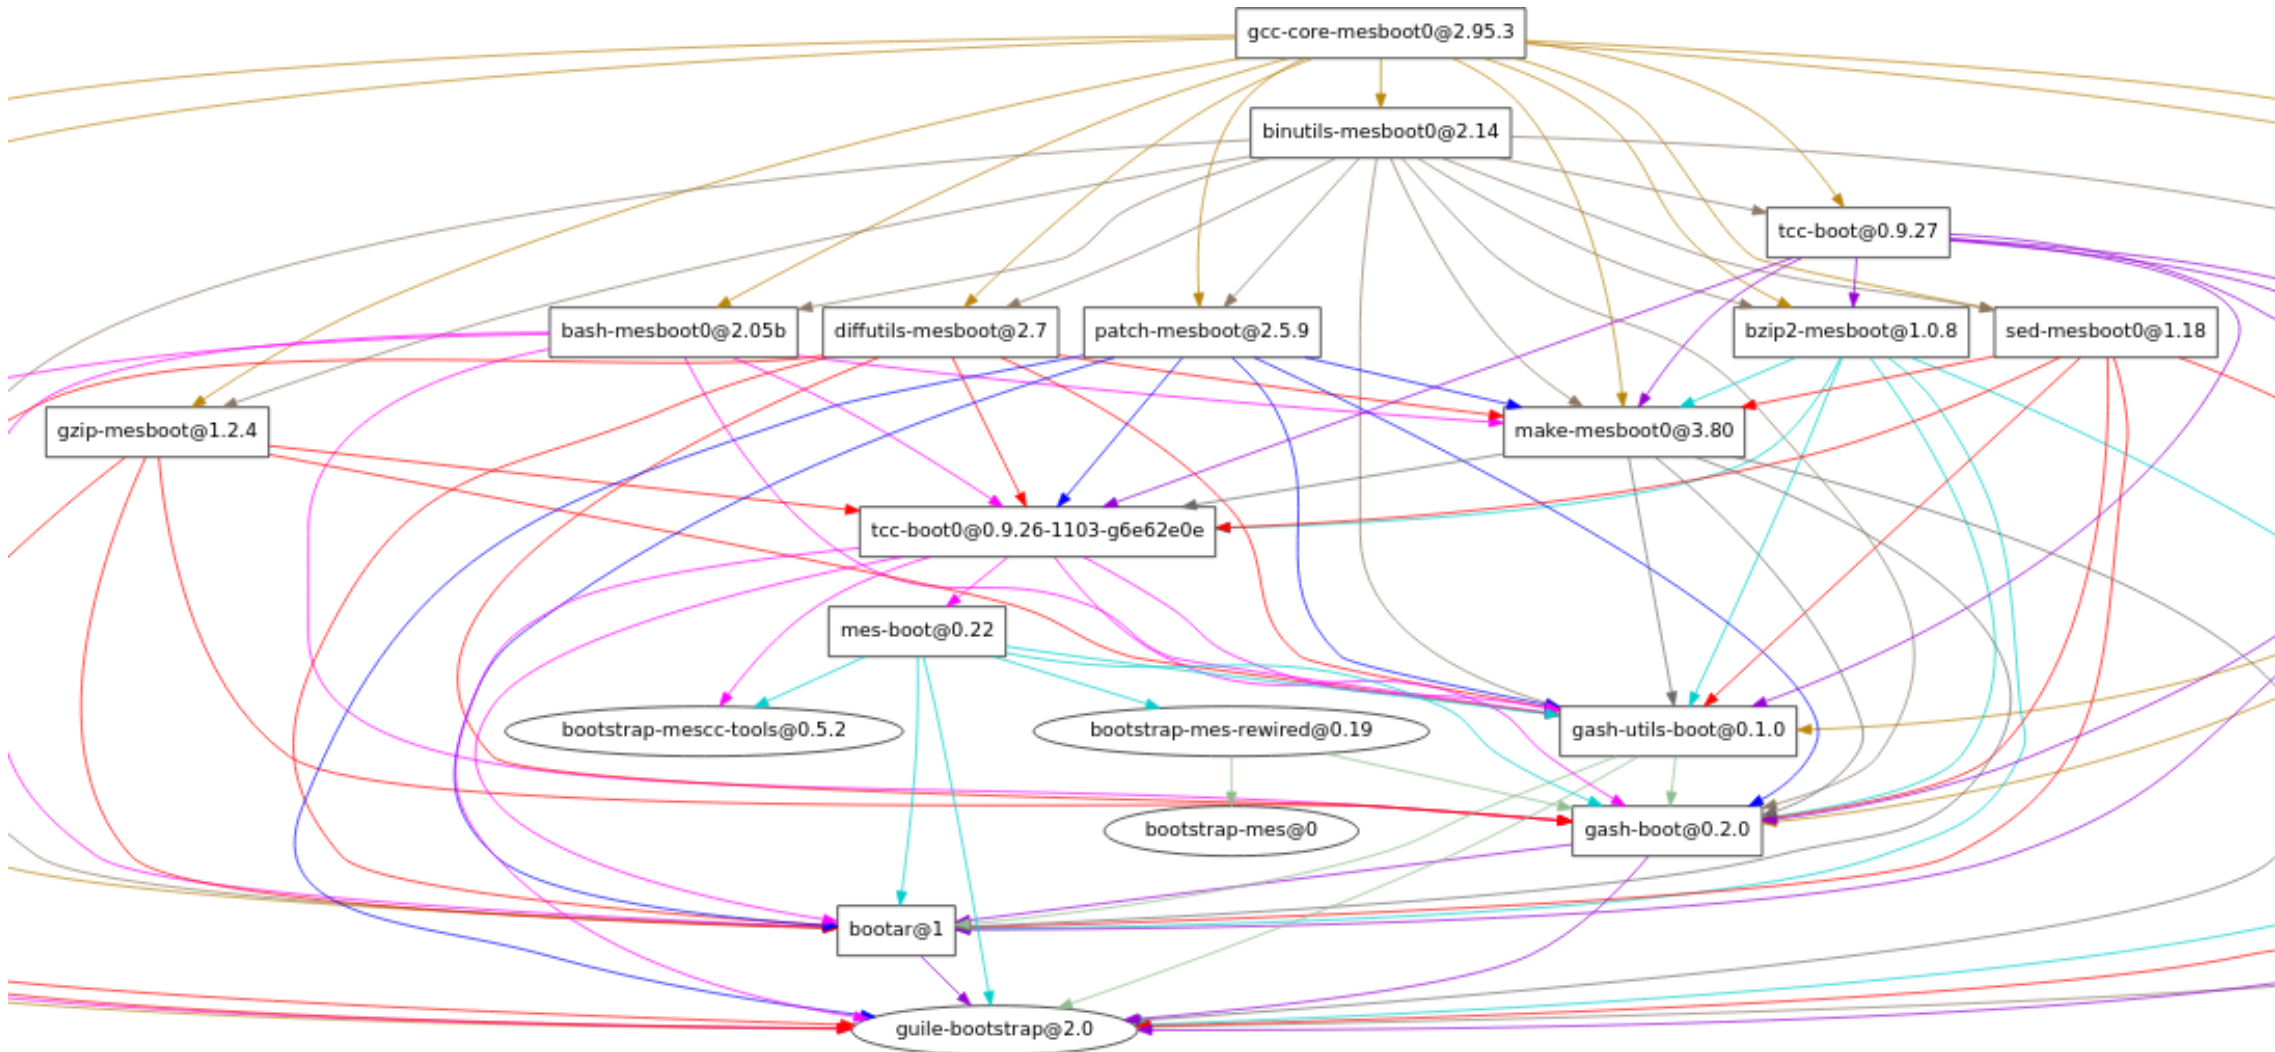 gcc-core-mesboot0@2.95.3
binutils-mesboot0@2.14
tcc-boot@0.9.27
bash-mesboot0@2.05b
diffutils-mesboot@2.7
patch-mesboot@2.5.9
bzip2-mesboot@1.0.8
sed-mesboot0@1.18
gzip-mesboot@1.2.4
make-mesboot0@3.80
tcc-boot0@0.9.26-1103-g6e62e0e
mes-boot@0.22
bootstrap-mescc-tools@0.5.2
bootstrap-mes-rewired@0.19
gash-utils-boot@0.1.0
bootstrap-mes@0
gash-boot@0.2.0
bootar@1
guile-bootstrap@2.0